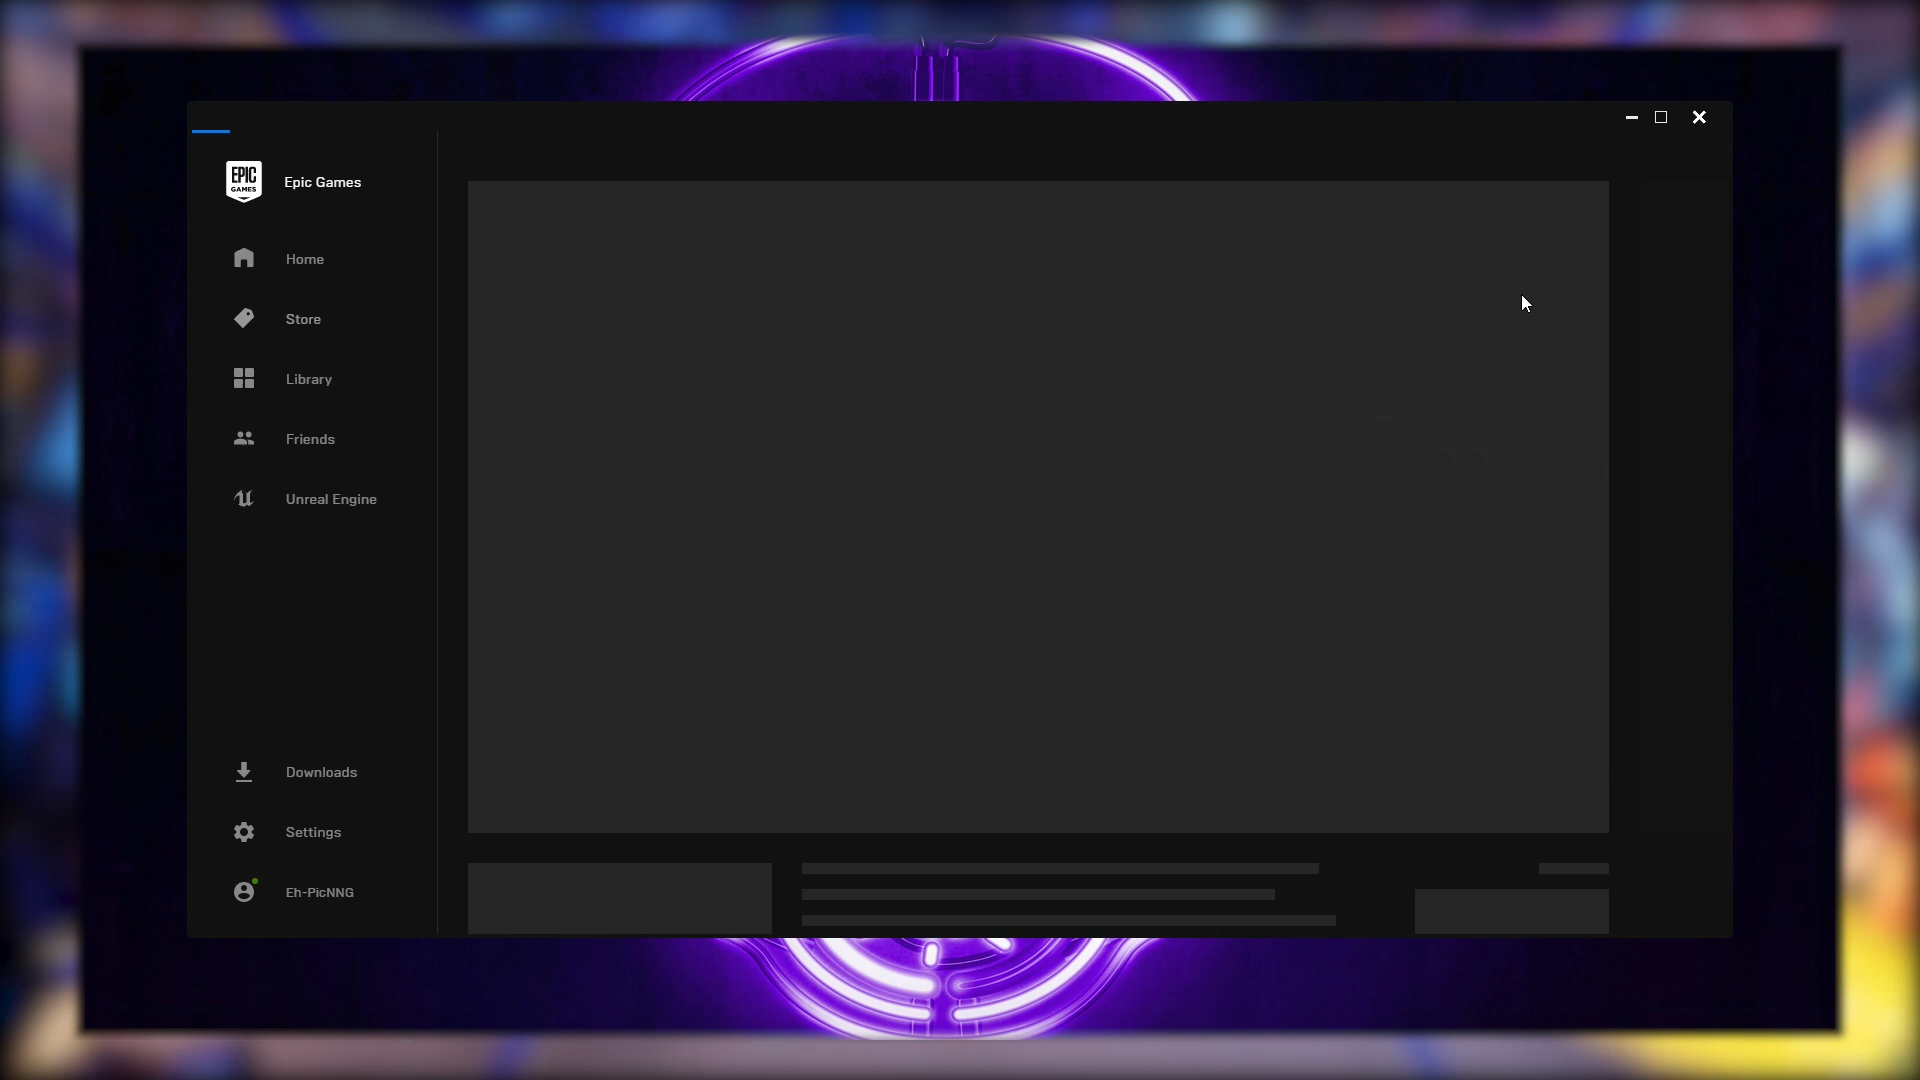 EPIC
GAMES
Epic Games
Home
Store
Library
Friends
Unreal Engine
Downloads
Settings
Eh-PicNNG